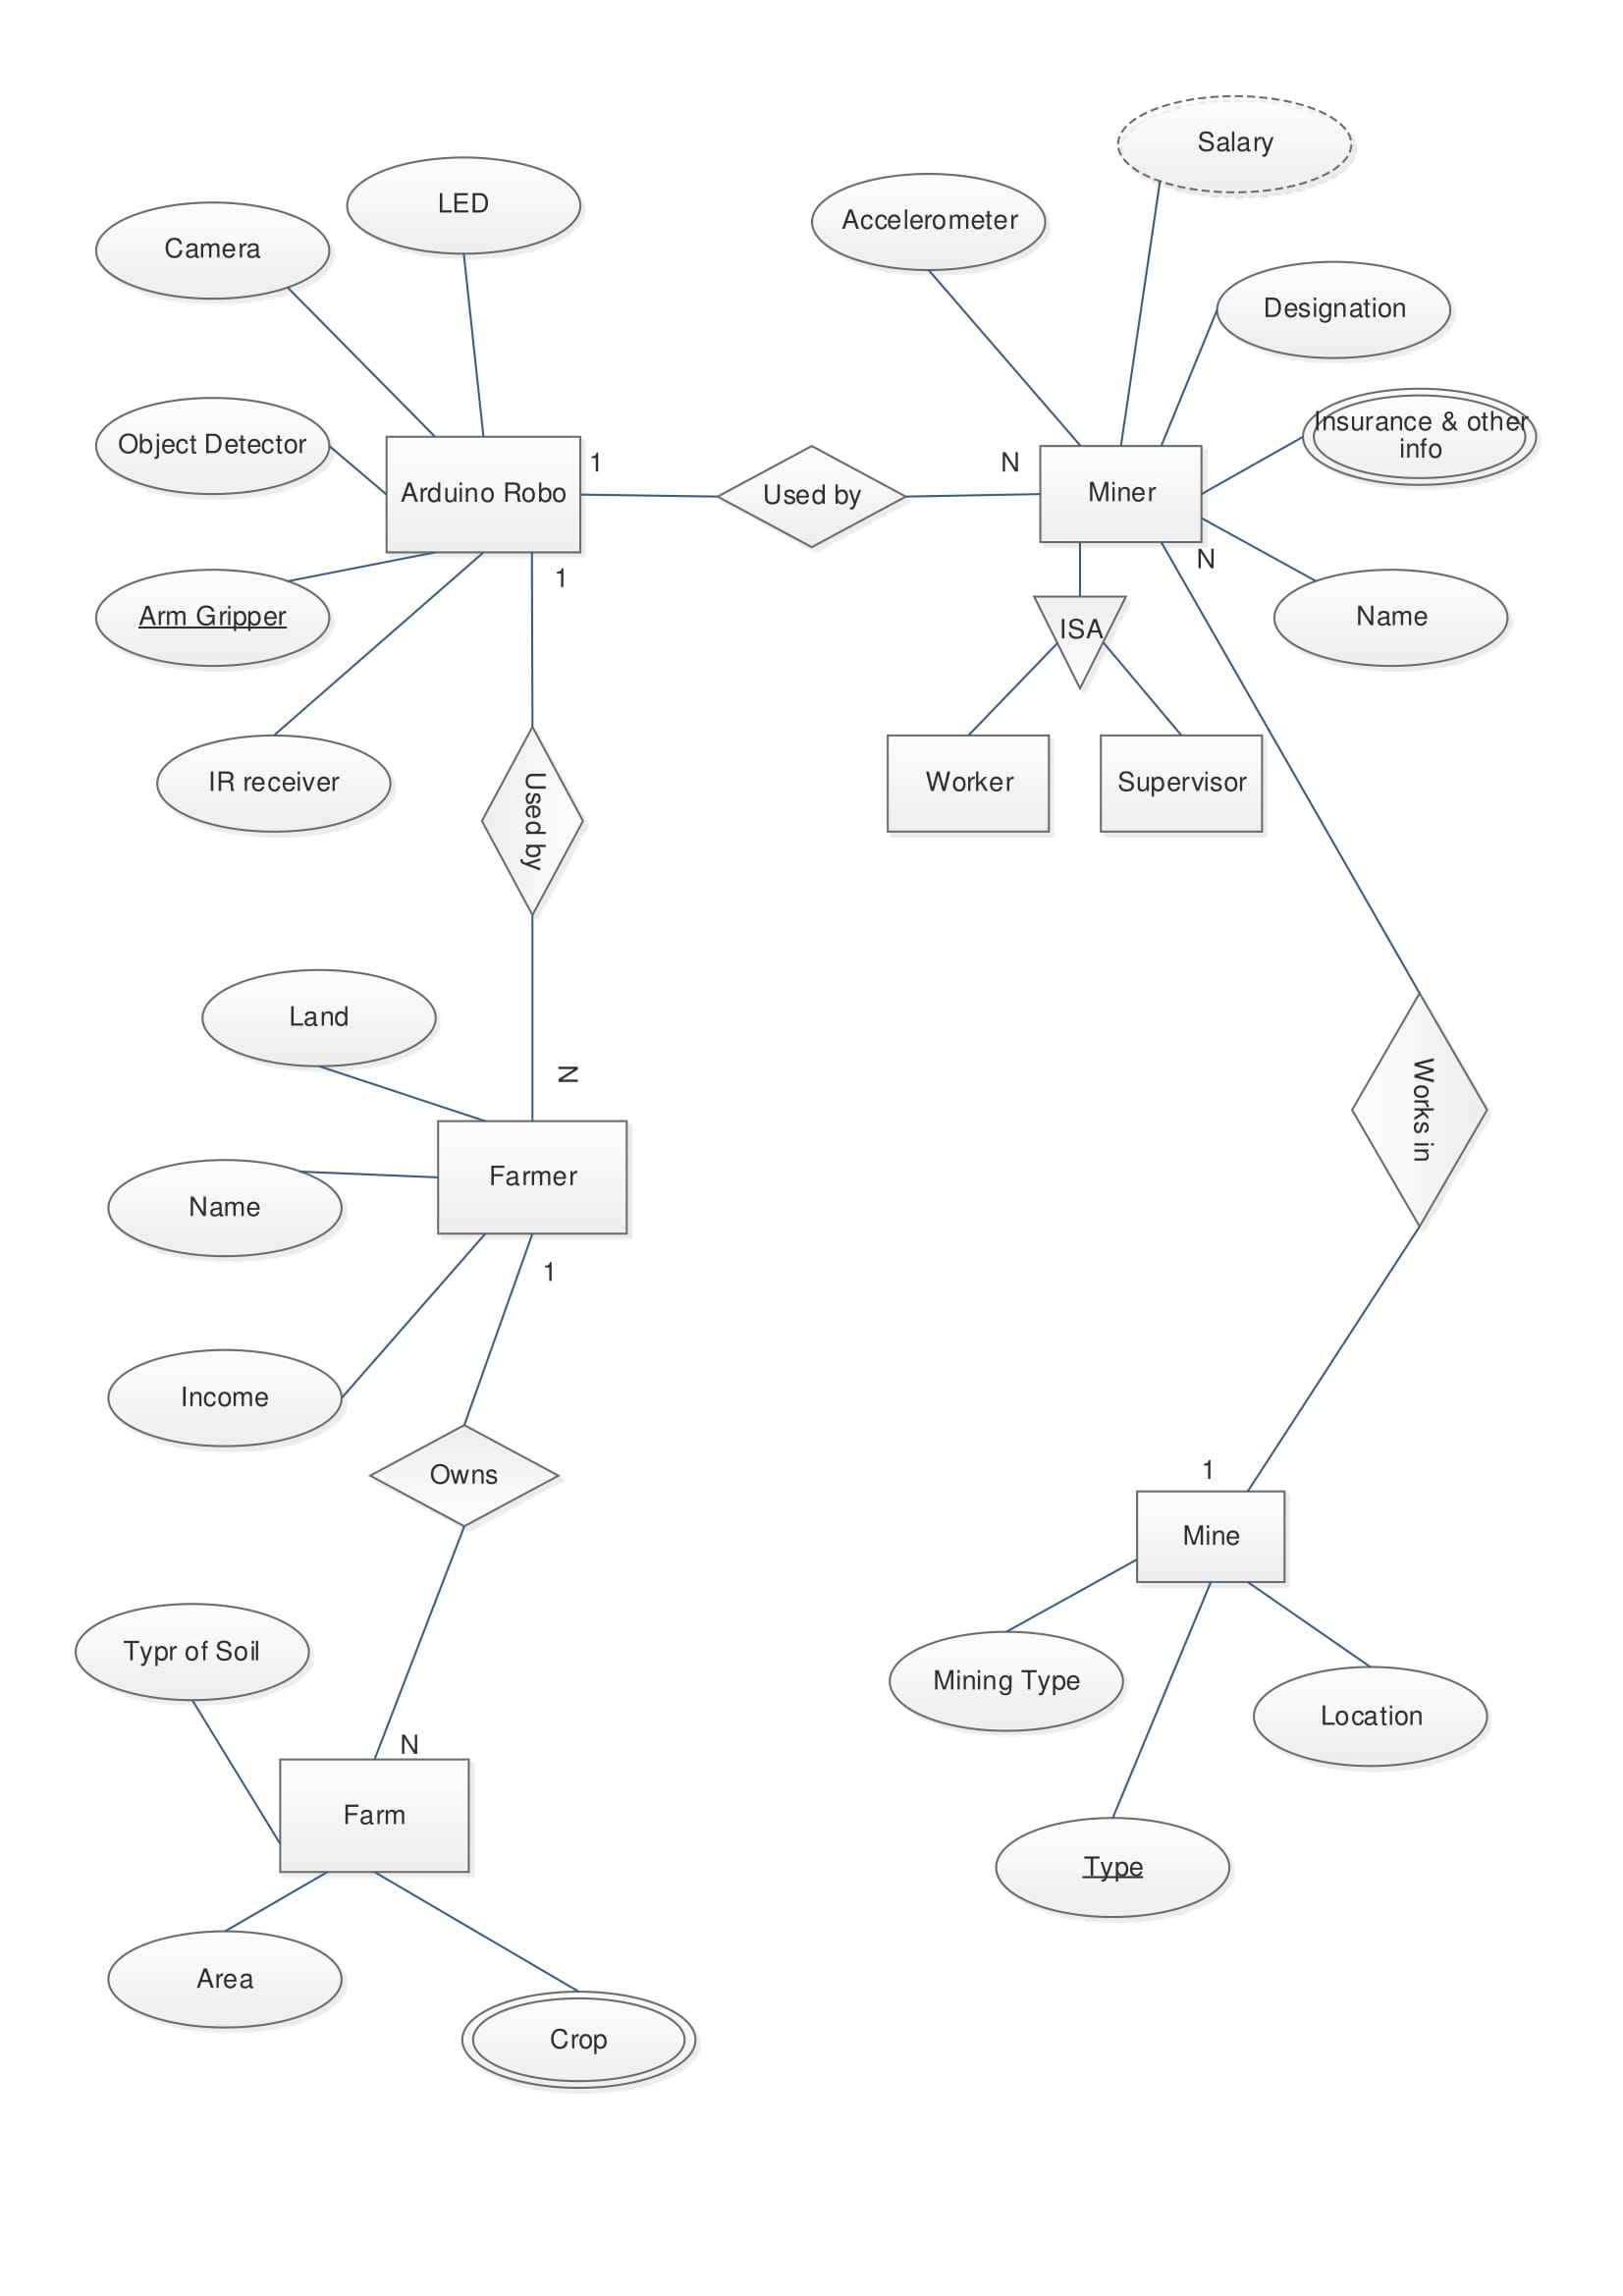 Salary
LED
Accelerometer
Camera
Designation
Insurance & other
info
Object Detector
1
N
Arduino Robo
Used by
Miner
N
1
Arm Gripper
Name
ISA
IR receiver
Used by
Worker
Supervisor
Land
N
Works in
Farmer
Name
1
Income
Owns
1
Mine
Typr of Soil
Mining Type
Location
N
Farm
Type
Area
Crop